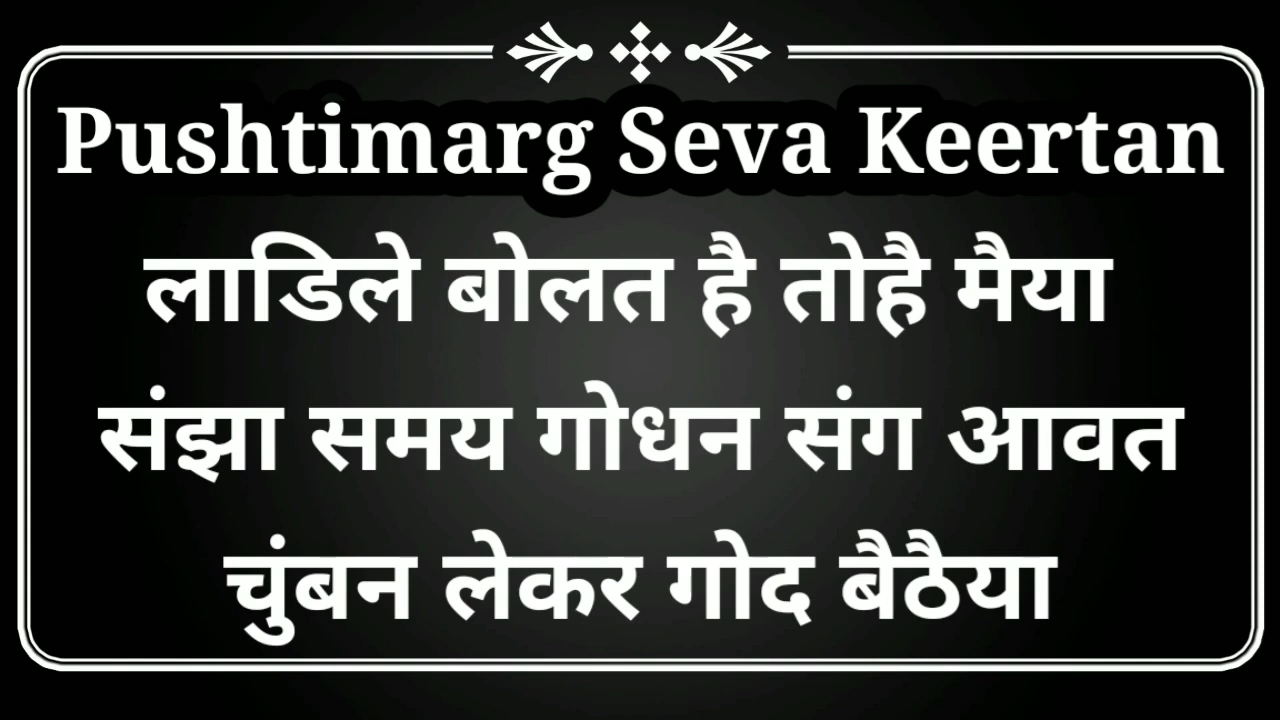 Pushtimarg Seva Keertan
लाडिले बोलत है तोहै मैया
संझा समय गोधन संग आवत
चुंबन लेकर गोद बैठैया